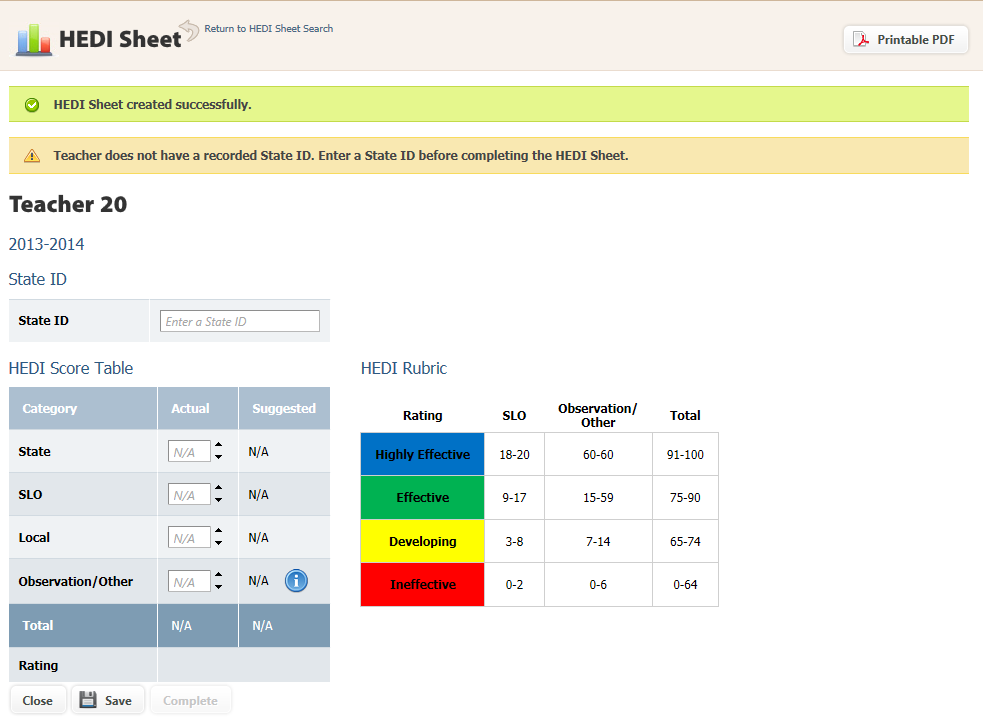 HEDI Sheet
Return to HEDI Sheet Search
Printable PDF
HEDI Sheet created successfully.
Teacher does not have a recorded State ID. Enter a State ID before completing the HEDI Sheet.
Teacher 20
2013-2014
State ID
State ID Enter a State ID
HEDI Score Table
Category Actual Suggested
State N/A N/A
SLO N/A N/A
Local N/A N/A
Observation/Other N/A N/A
Total N/A N/A
Rating
HEDI Rubric
Rating SLO Observation/ Total
Other
Highly Effective 18-20 60-60 91-100
Effective 9-17 15-59 75-90
Developing 3-8 7-14 65-74
Ineffective 0-2 0-6 0-64
Close Save Complete